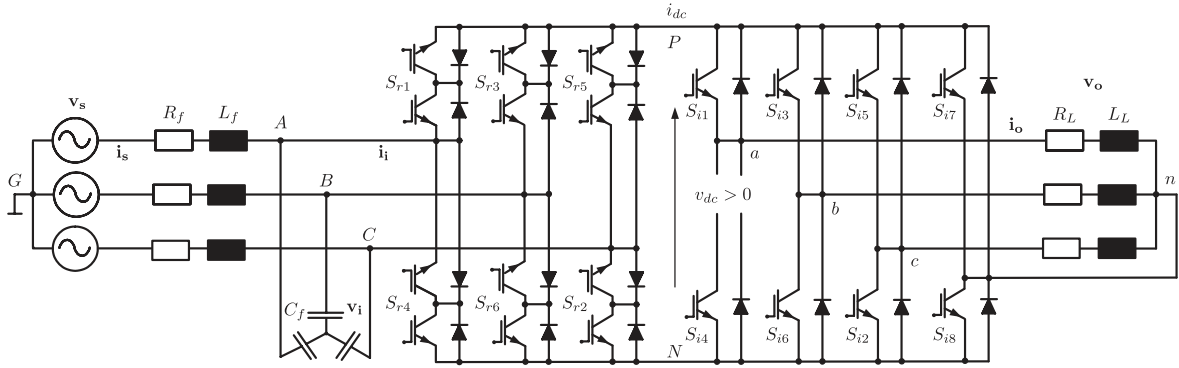 i_dc
P
S_r1
S_r3
S_r5
S_i1
S_i3
S_i5
S_i7
v_o
v_s
R_f
L_f
A
i_s
i_i
i_o
R_L
L_L
a
G
B
v_dc > 0
b
n
C
c
C_f
v_i
S_r4
S_r6
S_r2
S_i4
S_i6
S_i2
S_i8
N